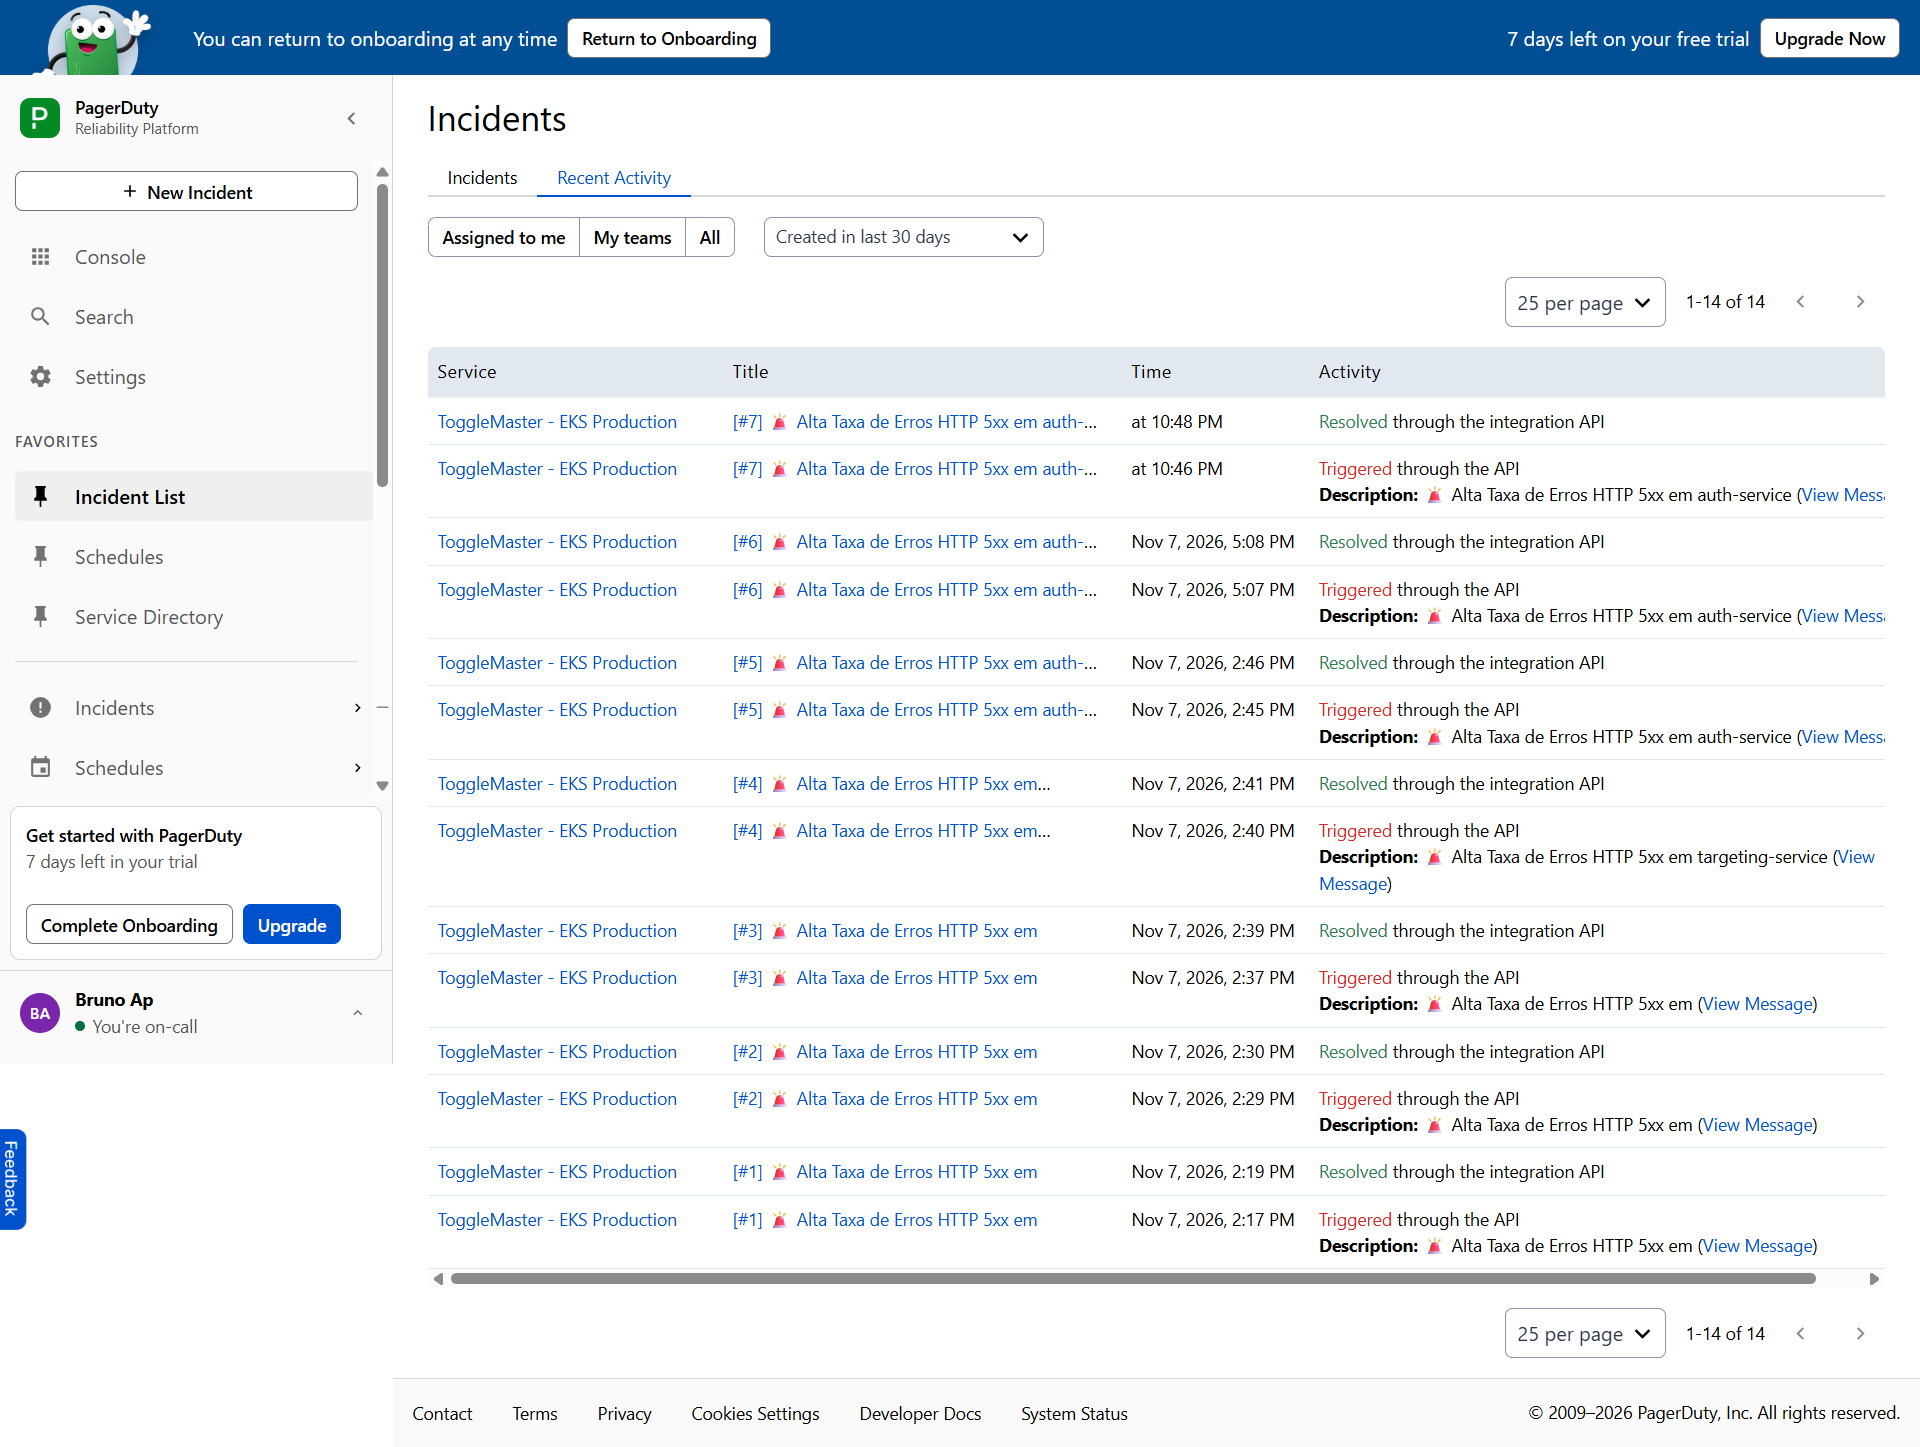 You can return to onboarding at any time
Return to Onboarding
7 days left on your free trial
Upgrade Now
P
PagerDuty
Reliability Platform
+ New Incident
Console
Search
Settings
FAVORITES
Incident List
Schedules
Service Directory
Incidents
Schedules
Get started with PagerDuty
7 days left in your trial
Complete Onboarding
Upgrade
BA
Bruno Ap
You're on-call
Feedback
Incidents
Incidents
Recent Activity
Assigned to me
My teams
All
Created in last 30 days
25 per page
1-14 of 14
Service Title Time Activity
ToggleMaster - EKS Production [#7] 🚨 Alta Taxa de Erros HTTP 5xx em auth-... at 10:48 PM Resolved through the integration API
ToggleMaster - EKS Production [#7] 🚨 Alta Taxa de Erros HTTP 5xx em auth-... at 10:46 PM Triggered through the API
Description: 🚨 Alta Taxa de Erros HTTP 5xx em auth-service (View Mess
ToggleMaster - EKS Production [#6] 🚨 Alta Taxa de Erros HTTP 5xx em auth-... Nov 7, 2026, 5:08 PM Resolved through the integration API
ToggleMaster - EKS Production [#6] 🚨 Alta Taxa de Erros HTTP 5xx em auth-... Nov 7, 2026, 5:07 PM Triggered through the API
Description: 🚨 Alta Taxa de Erros HTTP 5xx em auth-service (View Mess
ToggleMaster - EKS Production [#5] 🚨 Alta Taxa de Erros HTTP 5xx em auth-... Nov 7, 2026, 2:46 PM Resolved through the integration API
ToggleMaster - EKS Production [#5] 🚨 Alta Taxa de Erros HTTP 5xx em auth-... Nov 7, 2026, 2:45 PM Triggered through the API
Description: 🚨 Alta Taxa de Erros HTTP 5xx em auth-service (View Mess
ToggleMaster - EKS Production [#4] 🚨 Alta Taxa de Erros HTTP 5xx em... Nov 7, 2026, 2:41 PM Resolved through the integration API
ToggleMaster - EKS Production [#4] 🚨 Alta Taxa de Erros HTTP 5xx em... Nov 7, 2026, 2:40 PM Triggered through the API
Description: 🚨 Alta Taxa de Erros HTTP 5xx em targeting-service (View
Message)
ToggleMaster - EKS Production [#3] 🚨 Alta Taxa de Erros HTTP 5xx em Nov 7, 2026, 2:39 PM Resolved through the integration API
ToggleMaster - EKS Production [#3] 🚨 Alta Taxa de Erros HTTP 5xx em Nov 7, 2026, 2:37 PM Triggered through the API
Description: 🚨 Alta Taxa de Erros HTTP 5xx em (View Message)
ToggleMaster - EKS Production [#2] 🚨 Alta Taxa de Erros HTTP 5xx em Nov 7, 2026, 2:30 PM Resolved through the integration API
ToggleMaster - EKS Production [#2] 🚨 Alta Taxa de Erros HTTP 5xx em Nov 7, 2026, 2:29 PM Triggered through the API
Description: 🚨 Alta Taxa de Erros HTTP 5xx em (View Message)
ToggleMaster - EKS Production [#1] 🚨 Alta Taxa de Erros HTTP 5xx em Nov 7, 2026, 2:19 PM Resolved through the integration API
ToggleMaster - EKS Production [#1] 🚨 Alta Taxa de Erros HTTP 5xx em Nov 7, 2026, 2:17 PM Triggered through the API
Description: 🚨 Alta Taxa de Erros HTTP 5xx em (View Message)
25 per page
1-14 of 14
Contact Terms Privacy Cookies Settings Developer Docs System Status © 2009–2026 PagerDuty, Inc. All rights reserved.